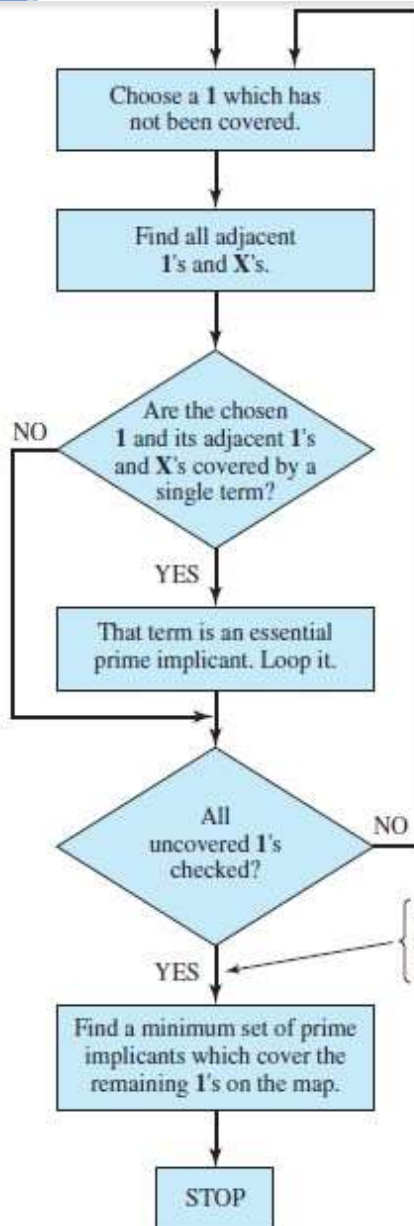 Choose a 1 which has
not been covered.
Find all adjacent
1's and X's.
Are the chosen
1 and its adjacent 1's
and X's covered by a
single term?
NO
YES
That term is an essential
prime implicant. Loop it.
All
uncovered 1's
checked?
NO
YES
Find a minimum set of prime
implicants which cover the
remaining 1's on the map.
STOP